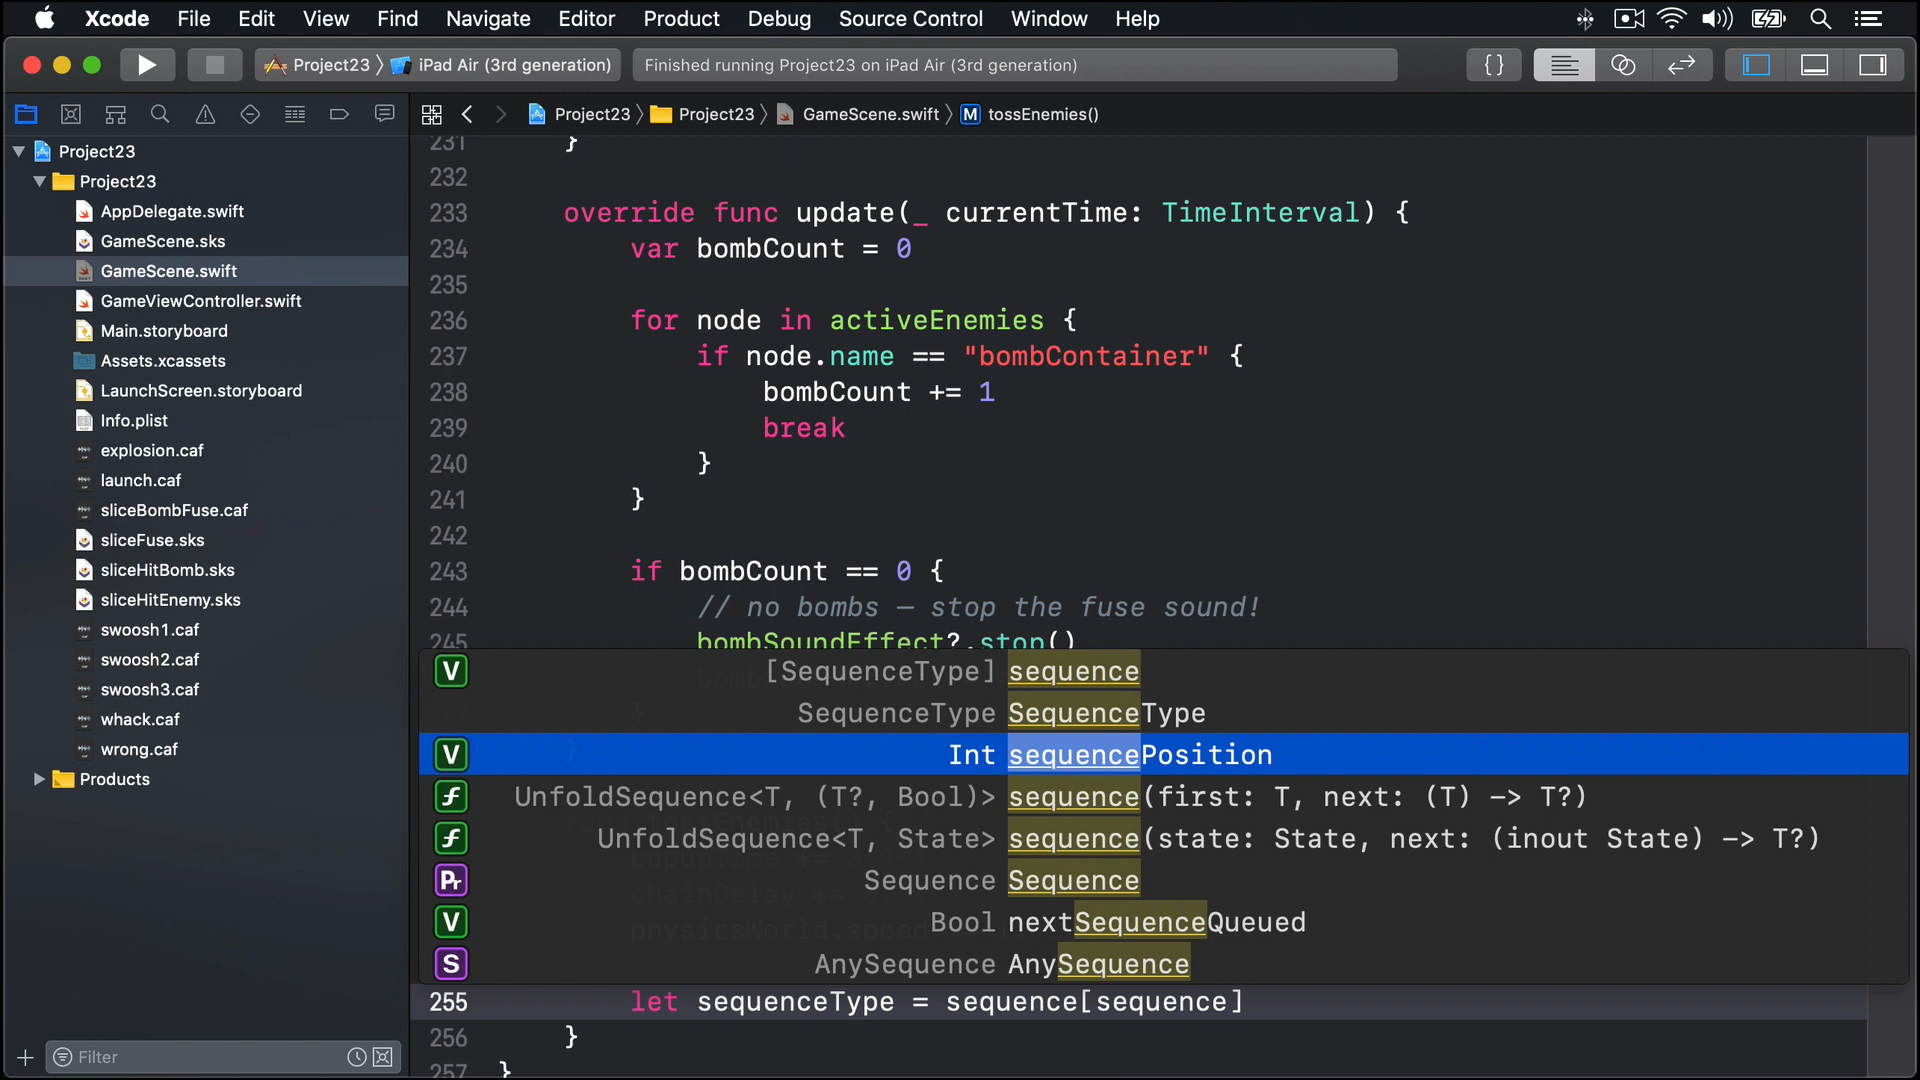 Xcode File Edit View Find Navigate Editor Product Debug Source Control Window Help
Project23 iPad Air (3rd generation) Finished running Project23 on iPad Air (3rd generation)
Project23 Project23 GameScene.swift M tossEnemies()
Project23
Project23
AppDelegate.swift
GameScene.sks
GameScene.swift
GameViewController.swift
Main.storyboard
Assets.xcassets
LaunchScreen.storyboard
Info.plist
explosion.caf
launch.caf
sliceBombFuse.caf
sliceFuse.sks
sliceHitBomb.sks
sliceHitEnemy.sks
swoosh1.caf
swoosh2.caf
swoosh3.caf
whack.caf
wrong.caf
Products
Filter
231 }
232
233 override func update(_ currentTime: TimeInterval) {
234 var bombCount = 0
235
236 for node in activeEnemies {
237 if node.name == "bombContainer" {
238 bombCount += 1
239 break
240 }
241 }
242
243 if bombCount == 0 {
244 // no bombs – stop the fuse sound!
245 bombSoundEffect?.stop()
V [SequenceType] sequence
SequenceType SequenceType
V Int sequencePosition
f UnfoldSequence<T, (T?, Bool)> sequence(first: T, next: (T) -> T?)
f UnfoldSequence<T, State> sequence(state: State, next: (inout State) -> T?)
Pr Sequence Sequence
V Bool nextSequenceQueued
S AnySequence AnySequence
255 let sequenceType = sequence[sequence]
256 }
257 }